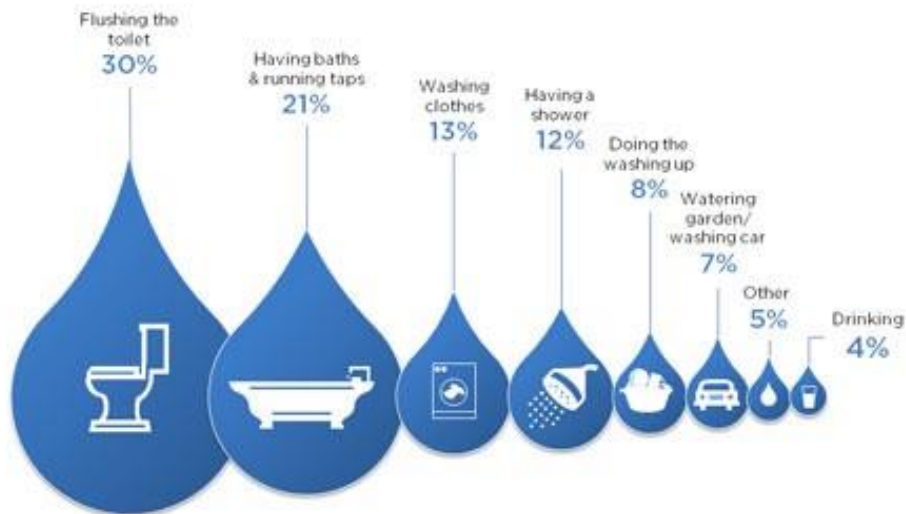 Flushing the
toilet
30%
Having baths
& running taps
21%
Washing
clothes
13%
Having a
shower
12%
Doing the
washing up
8%
Watering
garden/
washing car
7%
Other
5%
Drinking
4%